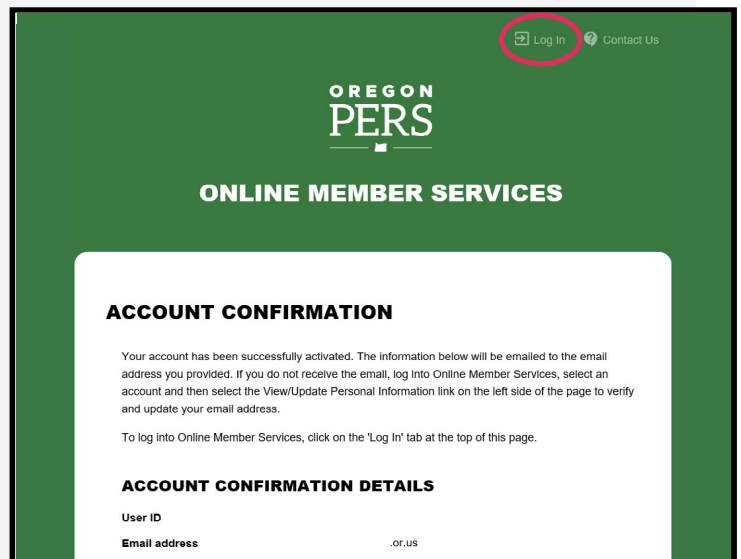 Log In Contact Us
OREGON
PERS
ONLINE MEMBER SERVICES
ACCOUNT CONFIRMATION
Your account has been successfully activated. The information below will be emailed to the email
address you provided. If you do not receive the email, log into Online Member Services, select an
account and then select the View/Update Personal Information link on the left side of the page to verify
and update your email address.
To log into Online Member Services, click on the 'Log In' tab at the top of this page.
ACCOUNT CONFIRMATION DETAILS
User ID
Email address .or.us